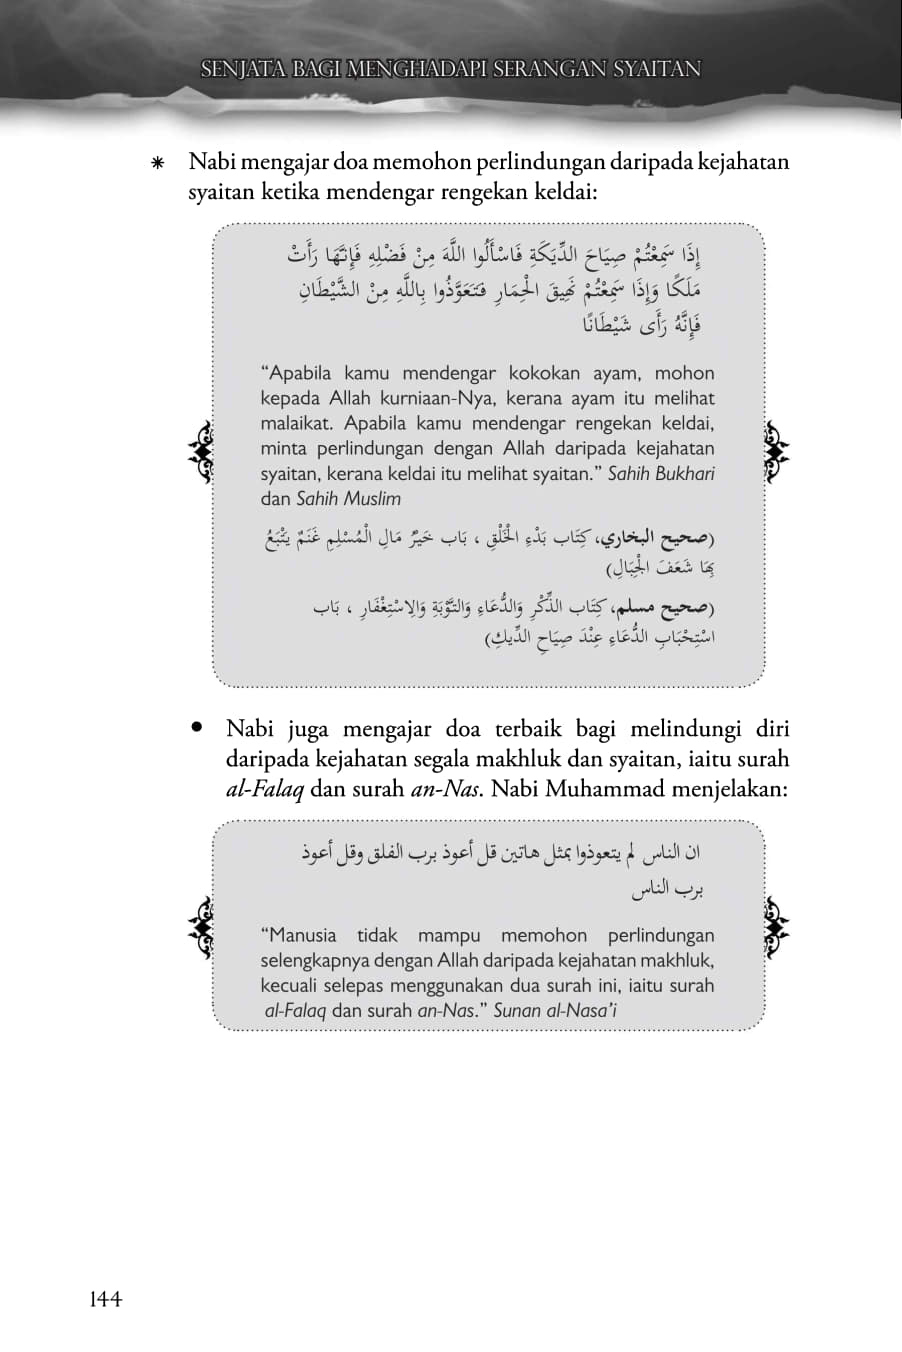 SENJATA BAGI MENGHADAPI SERANGAN SYAITAN
⁕ Nabi mengajar doa memohon perlindungan daripada kejahatan
syaitan ketika mendengar rengekan keldai:
إِذَا سَمِعْتُمْ صِيَاحَ الدِّيَكَةِ فَاسْأَلُوا اللَّهَ مِنْ فَضْلِهِ فَإِنَّهَا رَأَتْ
مَلَكًا وَإِذَا سَمِعْتُمْ نَهِيقَ الْحِمَارِ فَتَعَوَّذُوا بِاللَّهِ مِنْ الشَّيْطَانِ
فَإِنَّهُ رَأَى شَيْطَانًا
“Apabila kamu mendengar kokokan ayam, mohon
kepada Allah kurniaan-Nya, kerana ayam itu melihat
malaikat. Apabila kamu mendengar rengekan keldai,
minta perlindungan dengan Allah daripada kejahatan
syaitan, kerana keldai itu melihat syaitan.” Sahih Bukhari
dan Sahih Muslim
(صحيح البخاري، كِتَاب بَدْءِ الْخَلْقِ ، بَاب خَيْرُ مَالِ الْمُسْلِمِ غَنَمٌ يَتْبَعُ
بِهَا شَعَفَ الْجِبَالِ)
(صحيح مسلم، كِتَاب الذِّكْرِ وَالدُّعَاءِ وَالتَّوْبَةِ وَالِاسْتِغْفَارِ ، بَاب
اسْتِحْبَابِ الدُّعَاءِ عِنْدَ صِيَاحِ الدِّيكِ)
• Nabi juga mengajar doa terbaik bagi melindungi diri
daripada kejahatan segala makhluk dan syaitan, iaitu surah
al-Falaq dan surah an-Nas. Nabi Muhammad menjelakan:
ان الناس لم يتعوذوا بمثل هاتين قل أعوذ برب الفلق وقل أعوذ
برب الناس
“Manusia tidak mampu memohon perlindungan
selengkapnya dengan Allah daripada kejahatan makhluk,
kecuali selepas menggunakan dua surah ini, iaitu surah
al-Falaq dan surah an-Nas.” Sunan al-Nasa’i
144